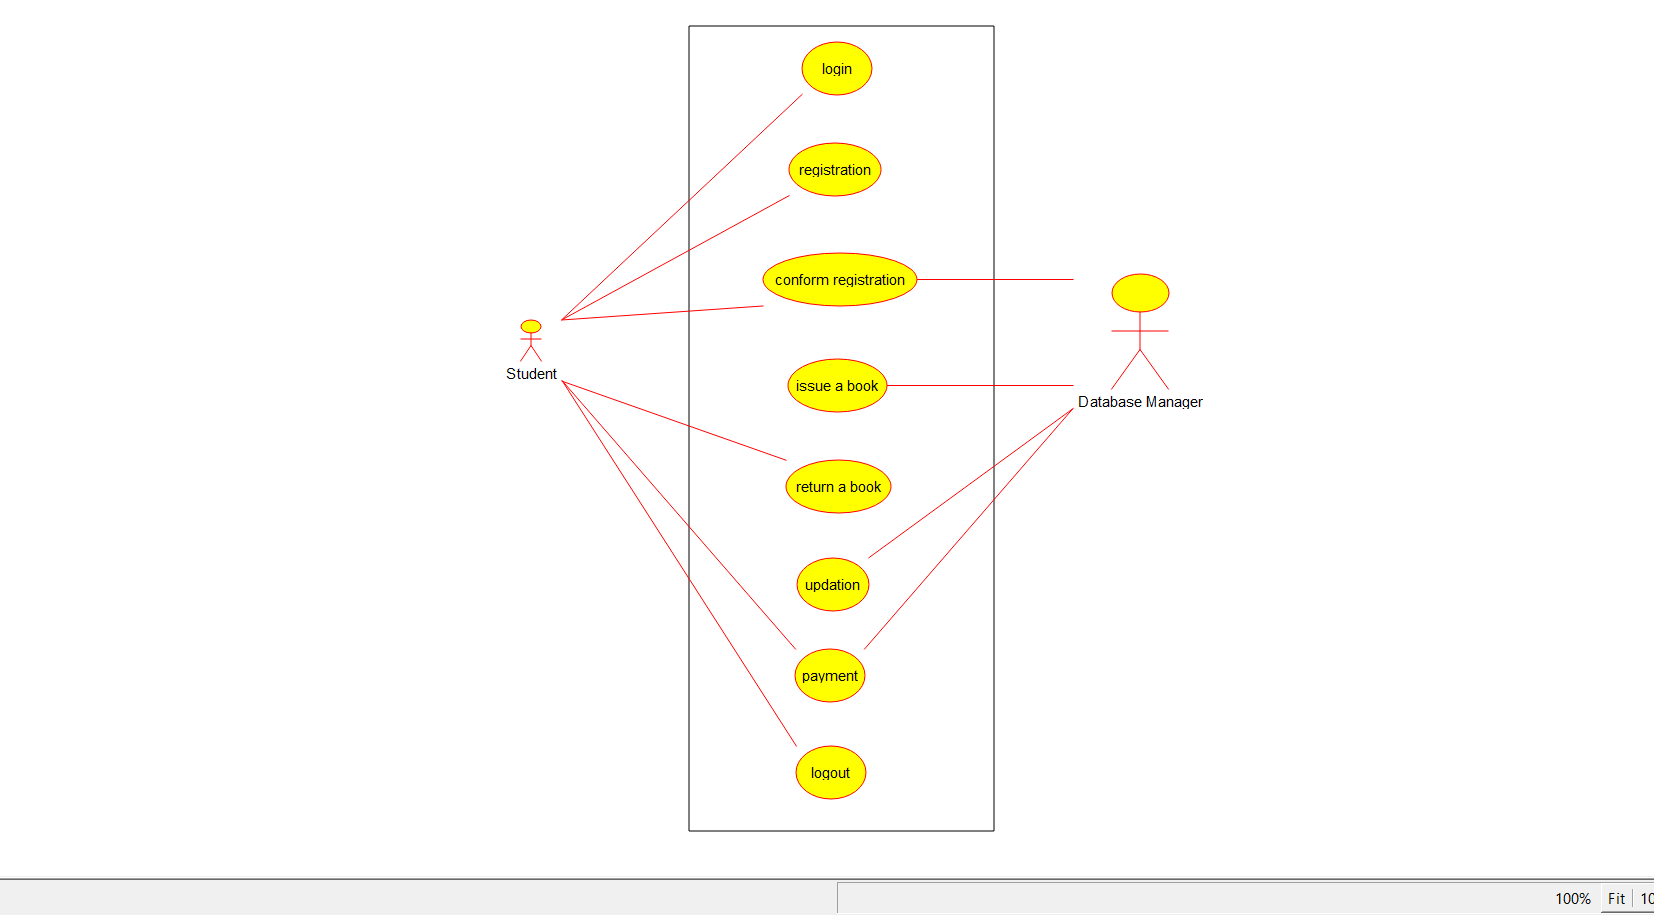 login
registration
conform registration
Student
issue a book
Database Manager
return a book
updation
payment
logout
100%
Fit
10